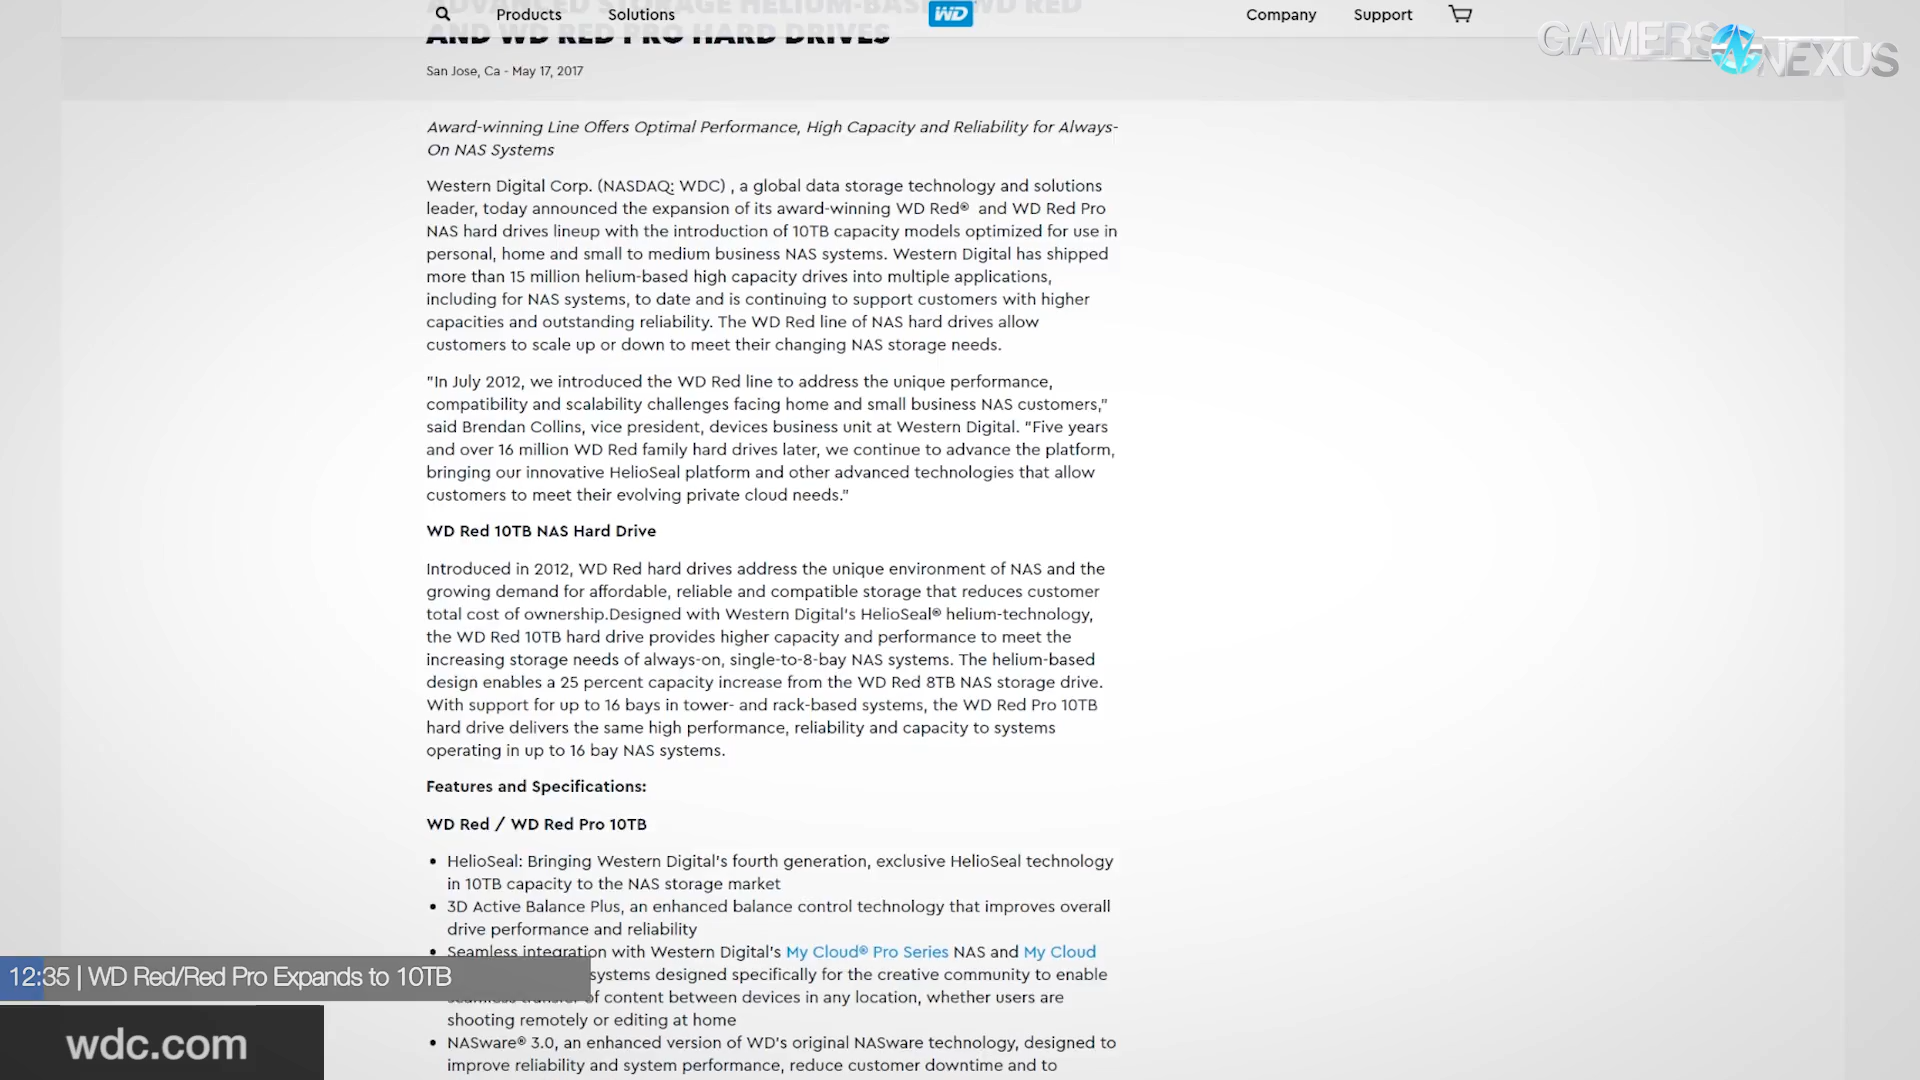 ADVANCED STORAGE HELIUM-BASED WD RED
Products
Solutions
WD
Company
Support
AND WD RED PRO HARD DRIVES
GAMERS NEXUS
San Jose, Ca - May 17, 2017
Award-winning Line Offers Optimal Performance, High Capacity and Reliability for Always-
On NAS Systems
Western Digital Corp. (NASDAQ: WDC) , a global data storage technology and solutions
leader, today announced the expansion of its award-winning WD Red® and WD Red Pro
NAS hard drives lineup with the introduction of 10TB capacity models optimized for use in
personal, home and small to medium business NAS systems. Western Digital has shipped
more than 15 million helium-based high capacity drives into multiple applications,
including for NAS systems, to date and is continuing to support customers with higher
capacities and outstanding reliability. The WD Red line of NAS hard drives allow
customers to scale up or down to meet their changing NAS storage needs.
"In July 2012, we introduced the WD Red line to address the unique performance,
compatibility and scalability challenges facing home and small business NAS customers,"
said Brendan Collins, vice president, devices business unit at Western Digital. "Five years
and over 16 million WD Red family hard drives later, we continue to advance the platform,
bringing our innovative HelioSeal platform and other advanced technologies that allow
customers to meet their evolving private cloud needs."
WD Red 10TB NAS Hard Drive
Introduced in 2012, WD Red hard drives address the unique environment of NAS and the
growing demand for affordable, reliable and compatible storage that reduces customer
total cost of ownership.Designed with Western Digital's HelioSeal® helium-technology,
the WD Red 10TB hard drive provides higher capacity and performance to meet the
increasing storage needs of always-on, single-to-8-bay NAS systems. The helium-based
design enables a 25 percent capacity increase from the WD Red 8TB NAS storage drive.
With support for up to 16 bays in tower- and rack-based systems, the WD Red Pro 10TB
hard drive delivers the same high performance, reliability and capacity to systems
operating in up to 16 bay NAS systems.
Features and Specifications:
WD Red / WD Red Pro 10TB
• HelioSeal: Bringing Western Digital's fourth generation, exclusive HelioSeal technology
in 10TB capacity to the NAS storage market
• 3D Active Balance Plus, an enhanced balance control technology that improves overall
drive performance and reliability
• Seamless integration with Western Digital's My Cloud® Pro Series NAS and My Cloud
systems designed specifically for the creative community to enable
seamless transfer of content between devices in any location, whether users are
shooting remotely or editing at home
• NASware® 3.0, an enhanced version of WD's original NASware technology, designed to
improve reliability and system performance, reduce customer downtime and to
12:35 | WD Red/Red Pro Expands to 10TB
wdc.com